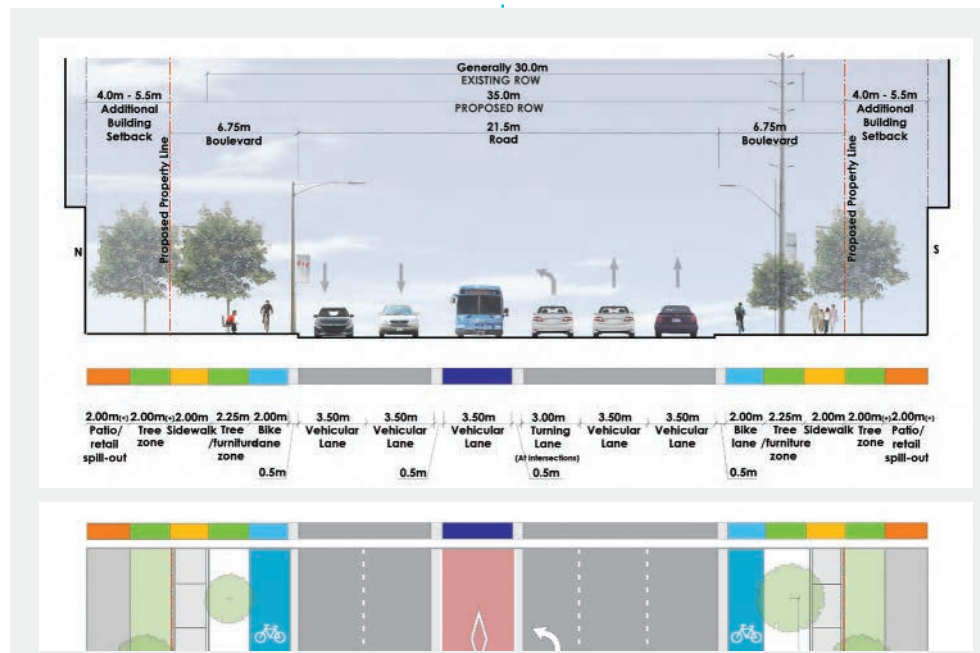 Generally 30.0m
EXISTING ROW
4.0m - 5.5m
Additional
Building
Setback
35.0m
PROPOSED ROW
4.0m - 5.5m
Additional
Building
Setback
6.75m
Boulevard
21.5m
Road
6.75m
Boulevard
Proposed Property Line
Proposed Property Line
N
S
2.00m(+) 2.00m(+) 2.00m 2.25m 2.00m 3.50m 3.50m 3.50m 3.00m 3.50m 3.50m 2.00m 2.25m 2.00m 2.00m(+) 2.00m(+)
Patio/ Tree Sidewalk Tree Bike Vehicular Vehicular Vehicular Turning Vehicular Vehicular Bike Tree Sidewalk Tree Patio/
retail zone /furniture lane Lane Lane Lane Lane Lane Lane lane /furniture zone retail
spill-out zone (At intersections) zone spill-out
0.5m 0.5m 0.5m 0.5m